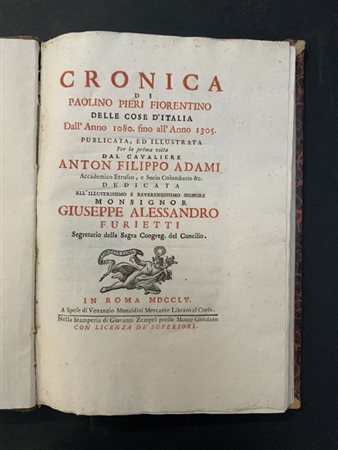 CRONICA
DI
PAOLINO PIERI FIORENTINO
DELLE COSE D'ITALIA
Dall'Anno 1080. fino all'Anno 1305.
PUBLICATA, ED ILLUSTRATA
Per la prima volta
DAL CAVALIERE
ANTON FILIPPO ADAMI
Accademico Etrusco, e Socio Colombario &c.
DEDICATA
ALL'ILLUSTRISSIMO E REVERENDISSIMO SIGNORE
MONSIGNOR
GIUSEPPE ALESSANDRO
FURIETTI
Segretario della Sagra Congreg. del Concilio.
IN ROMA MDCCLV.
A Spese di Venanzio Monaldini Mercante Libraro al Corso.
Nella Stamperia di Giovanni Zempel presso Monte Giordano
CON LICENZA DE' SUPERIORI.